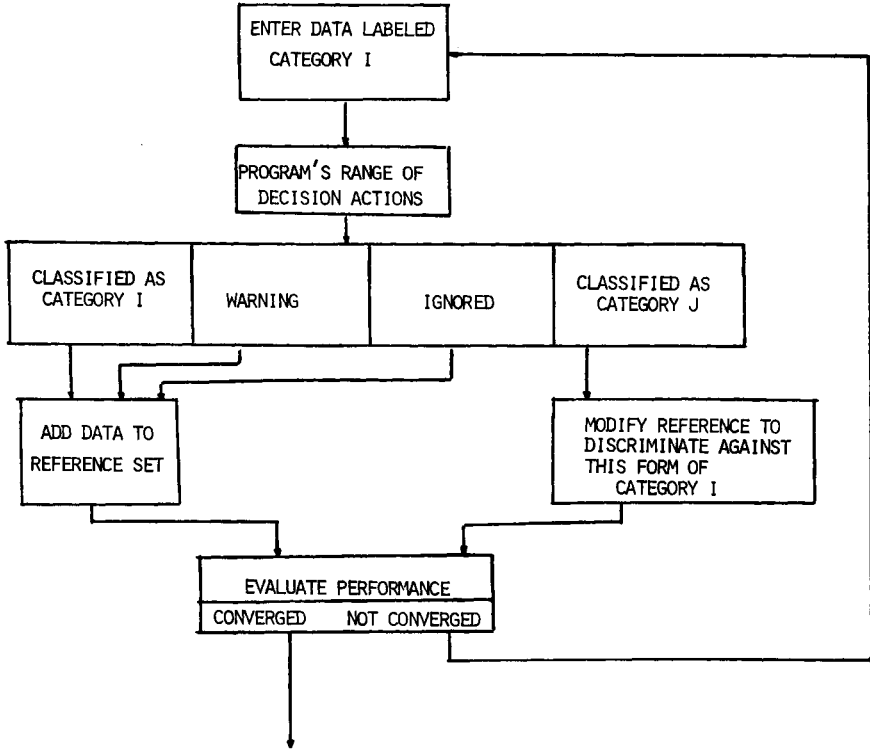 ENTER DATA LABELED
CATEGORY I
PROGRAM'S RANGE OF
DECISION ACTIONS
CLASSIFIED AS
CATEGORY I
WARNING
IGNORED
CLASSIFIED AS
CATEGORY J
ADD DATA TO
REFERENCE SET
MODIFY REFERENCE TO
DISCRIMINATE AGAINST
THIS FORM OF
CATEGORY I
EVALUATE PERFORMANCE
CONVERGED
NOT CONVERGED